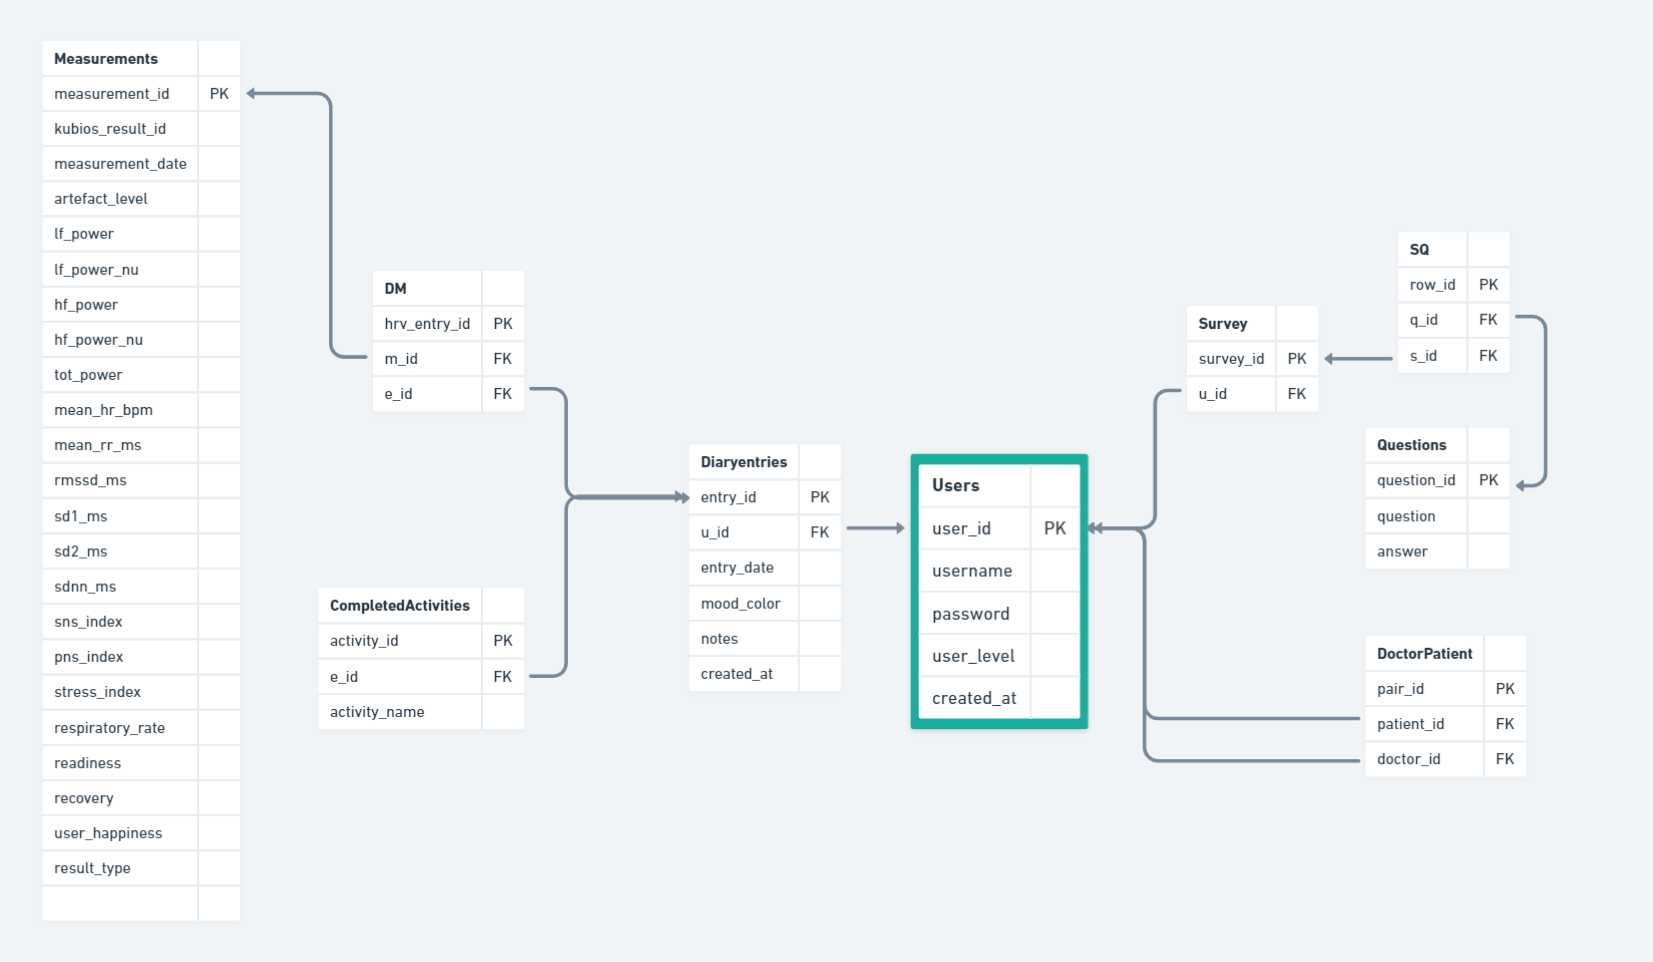 Measurements
measurement_id PK
kubios_result_id
measurement_date
artefact_level
lf_power
lf_power_nu
hf_power
hf_power_nu
tot_power
mean_hr_bpm
mean_rr_ms
rmssd_ms
sd1_ms
sd2_ms
sdnn_ms
sns_index
pns_index
stress_index
respiratory_rate
readiness
recovery
user_happiness
result_type
DM
hrv_entry_id PK
m_id FK
e_id FK
CompletedActivities
activity_id PK
e_id FK
activity_name
Diaryentries
entry_id PK
u_id FK
entry_date
mood_color
notes
created_at
Users
user_id PK
username
password
user_level
created_at
Survey
survey_id PK
u_id FK
SQ
row_id PK
q_id FK
s_id FK
Questions
question_id PK
question
answer
DoctorPatient
pair_id PK
patient_id FK
doctor_id FK